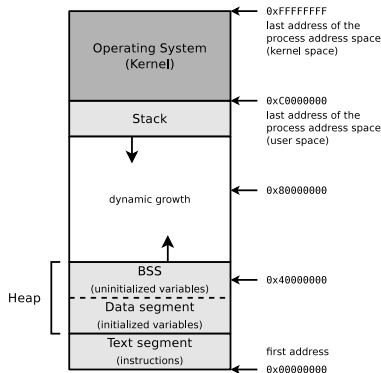 0xFFFFFFFF
last address of the
process address space
(kernel space)
Operating System
(Kernel)
0xC0000000
last address of the
process address space
(user space)
Stack
dynamic growth
0x80000000
BSS
(uninitialized variables)
0x40000000
Heap
Data segment
(initialized variables)
Text segment
(instructions)
first address
0x00000000